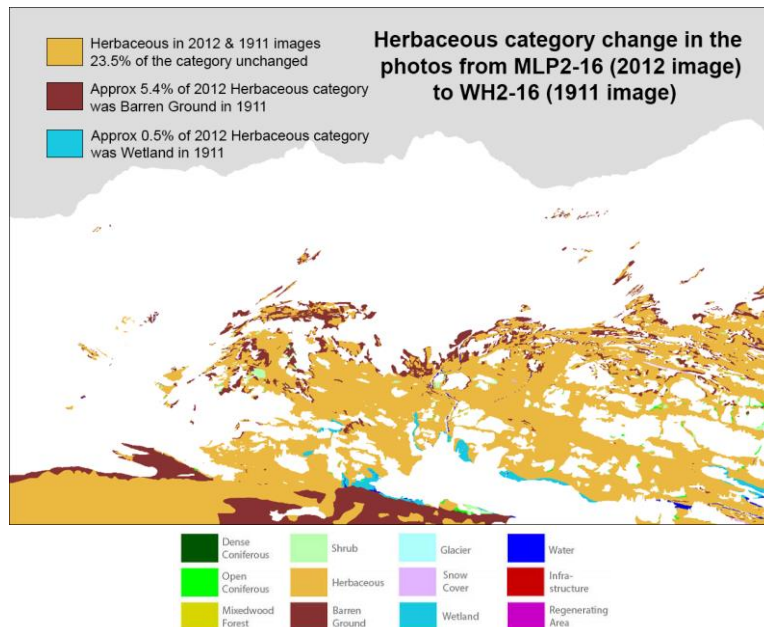 Herbaceous in 2012 & 1911 images
23.5% of the category unchanged
Approx 5.4% of 2012 Herbaceous category
was Barren Ground in 1911
Approx 0.5% of 2012 Herbaceous category
was Wetland in 1911
Herbaceous category change in the
photos from MLP2-16 (2012 image)
to WH2-16 (1911 image)
Dense
Coniferous
Shrub
Glacier
Water
Open
Coniferous
Herbaceous
Snow
Cover
Infra-
structure
Mixedwood
Forest
Barren
Ground
Wetland
Regenerating
Area